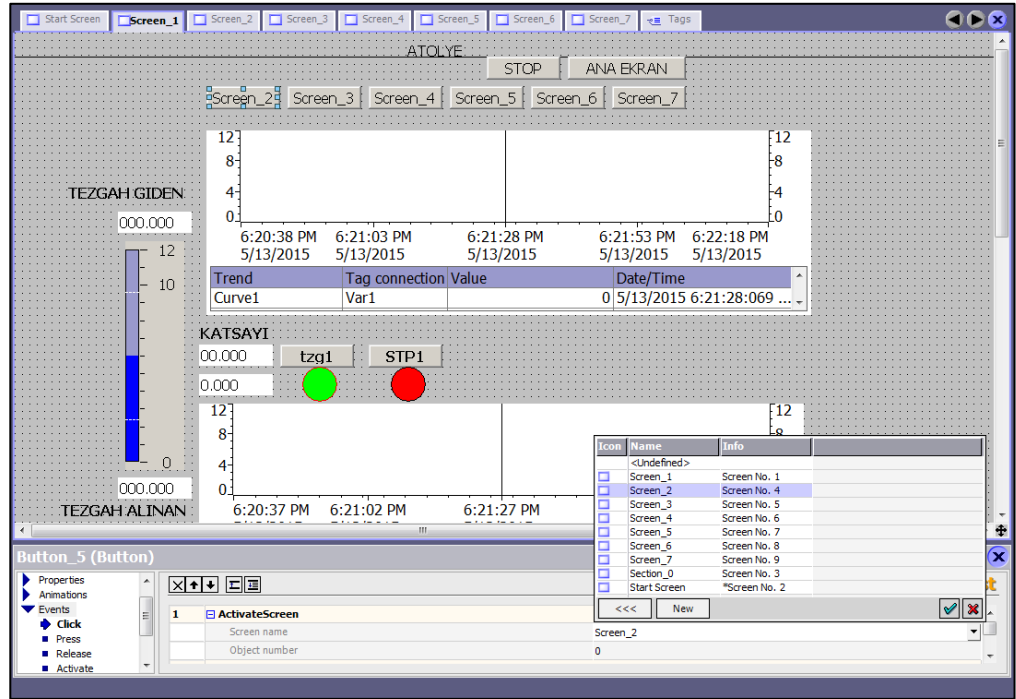 Start Screen Screen_1 Screen_2 Screen_3 Screen_4 Screen_5 Screen_6 Screen_7 Tags
ATOLYE
STOP ANA EKRAN
Screen_2 Screen_3 Screen_4 Screen_5 Screen_6 Screen_7
12 12
8 8
4 4
0 0
6:20:38 PM 6:21:03 PM 6:21:28 PM 6:21:53 PM 6:22:18 PM
5/13/2015 5/13/2015 5/13/2015 5/13/2015 5/13/2015
Trend Tag connection Value Date/Time
Curve1 Var1 0 5/13/2015 6:21:28:069 ...
TEZGAH GIDEN
000.000
12
10
0
000.000
TEZGAH ALINAN
KATSAYI
00.000 tzg1 STP1
0.000
12 12
8 8
4
0
6:20:37 PM 6:21:02 PM 6:21:27 PM
Icon Name Info
<Undefined>
Screen_1 Screen No. 1
Screen_2 Screen No. 4
Screen_3 Screen No. 5
Screen_4 Screen No. 6
Screen_5 Screen No. 7
Screen_6 Screen No. 8
Screen_7 Screen No. 9
Section_0 Screen No. 3
Start Screen *Screen No. 2
<<< New
Button_5 (Button)
Properties
Animations
Events
Click
Press
Release
Activate
1 ActivateScreen
Screen name Screen_2
Object number 0